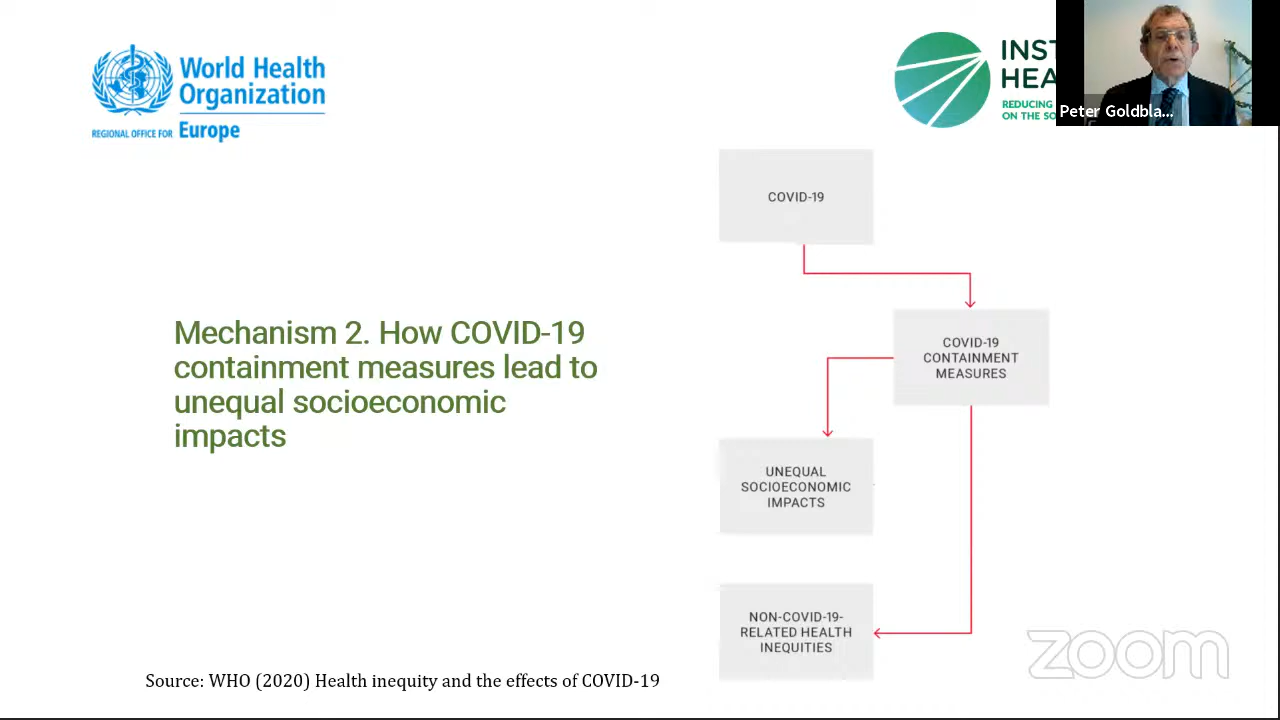 World Health
Organization
REGIONAL OFFICE FOR Europe
INST
HEA
REDUCING
ON THE SO
Peter Goldbla...
COVID-19
Mechanism 2. How COVID-19
containment measures lead to
unequal socioeconomic
impacts
COVID-19
CONTAINMENT
MEASURES
UNEQUAL
SOCIOECONOMIC
IMPACTS
NON-COVID-19-
RELATED HEALTH
INEQUITIES
zoom
Source: WHO (2020) Health inequity and the effects of COVID-19